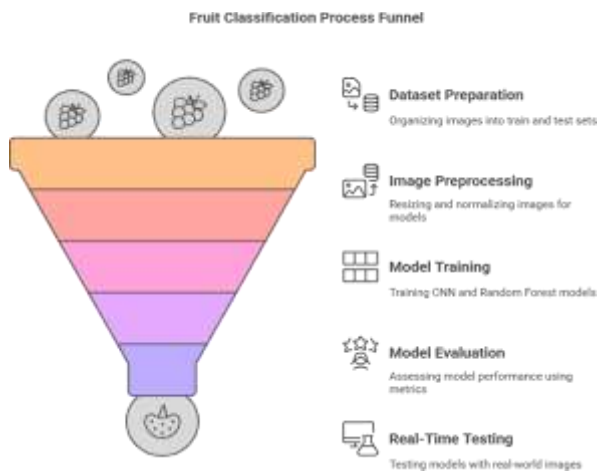 Fruit Classification Process Funnel
Dataset Preparation
Organizing images into train and test sets
Image Preprocessing
Resizing and normalizing images for
models
Model Training
Training CNN and Random Forest models
Model Evaluation
Assessing model performance using
metrics
Real-Time Testing
Testing models with real-world images